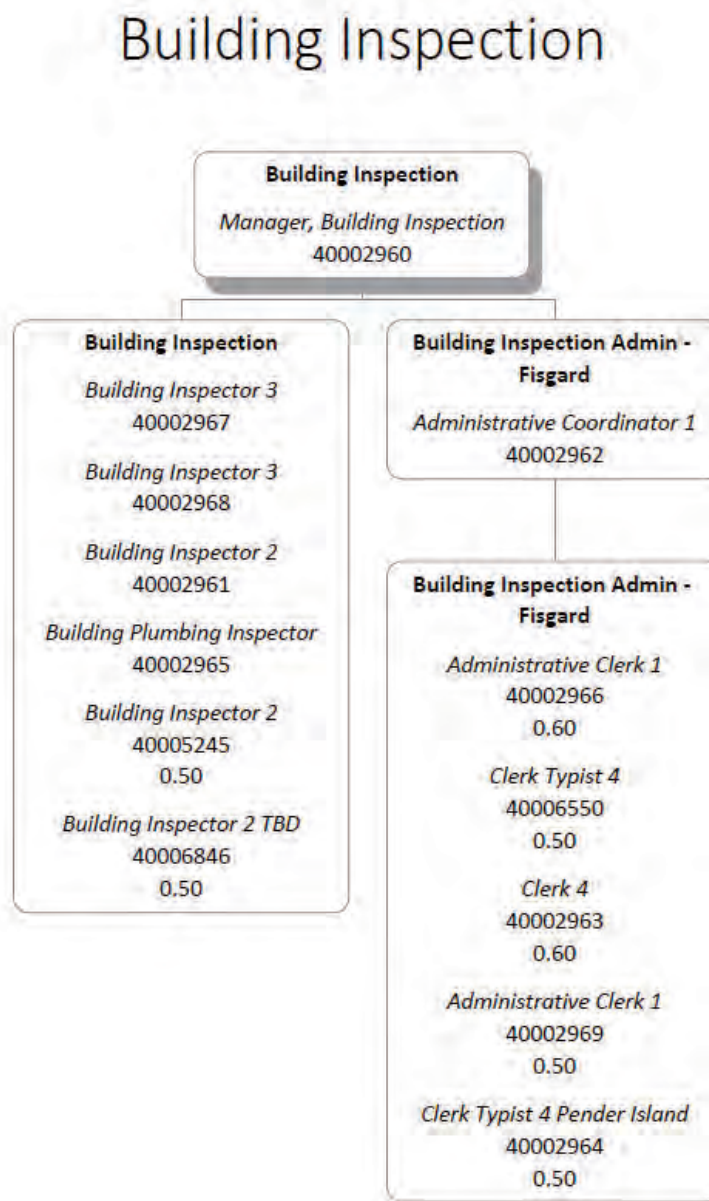 Building Inspection
Building Inspection
Manager, Building Inspection
40002960
Building Inspection
Building Inspector 3
40002967
Building Inspector 3
40002968
Building Inspector 2
40002961
Building Plumbing Inspector
40002965
Building Inspector 2
40005245
0.50
Building Inspector 2 TBD
40006846
0.50
Building Inspection Admin -
Fisgard
Administrative Coordinator 1
40002962
Building Inspection Admin -
Fisgard
Administrative Clerk 1
40002966
0.60
Clerk Typist 4
40006550
0.50
Clerk 4
40002963
0.60
Administrative Clerk 1
40002969
0.50
Clerk Typist 4 Pender Island
40002964
0.50